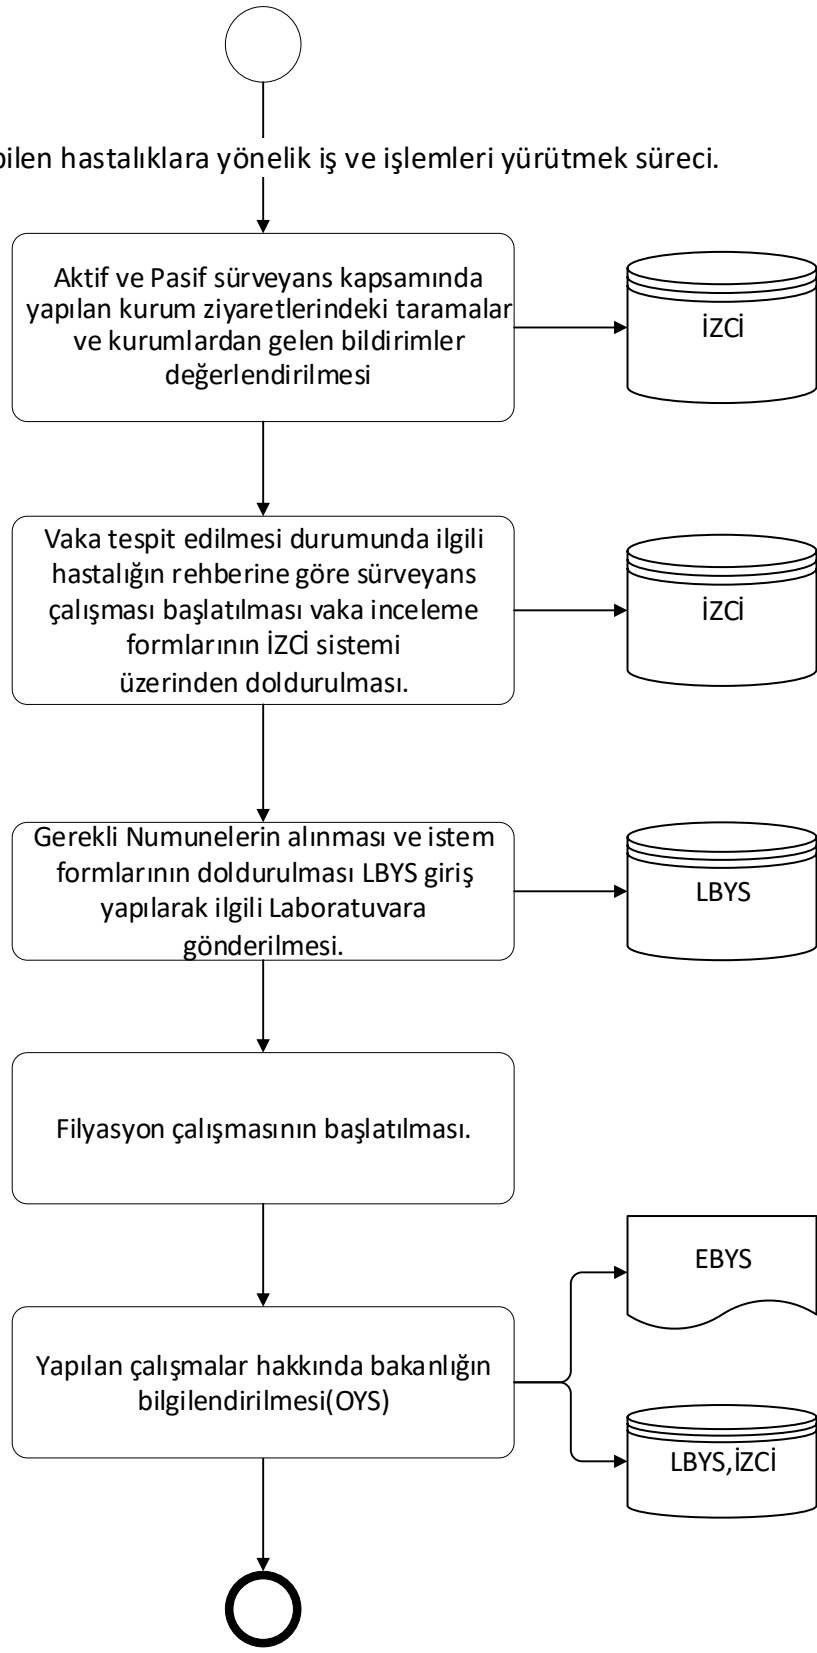 bilen hastalıklara yönelik iş ve işlemleri yürütmek süreci.
Aktif ve Pasif sürveyans kapsamında
yapılan kurum ziyaretlerindeki taramalar
ve kurumlardan gelen bildirimler
değerlendirilmesi
İZCİ
Vaka tespit edilmesi durumunda ilgili
hastalığın rehberine göre sürveyans
çalışması başlatılması vaka inceleme
formlarının İZCİ sistemi
üzerinden doldurulması.
İZCİ
Gerekli Numunelerin alınması ve istem
formlarının doldurulması LBYS giriş
yapılarak ilgili Laboratuvara
gönderilmesi.
LBYS
Filyasyon çalışmasının başlatılması.
EBYS
Yapılan çalışmalar hakkında bakanlığın
bilgilendirilmesi(OYS)
LBYS,İZCİ